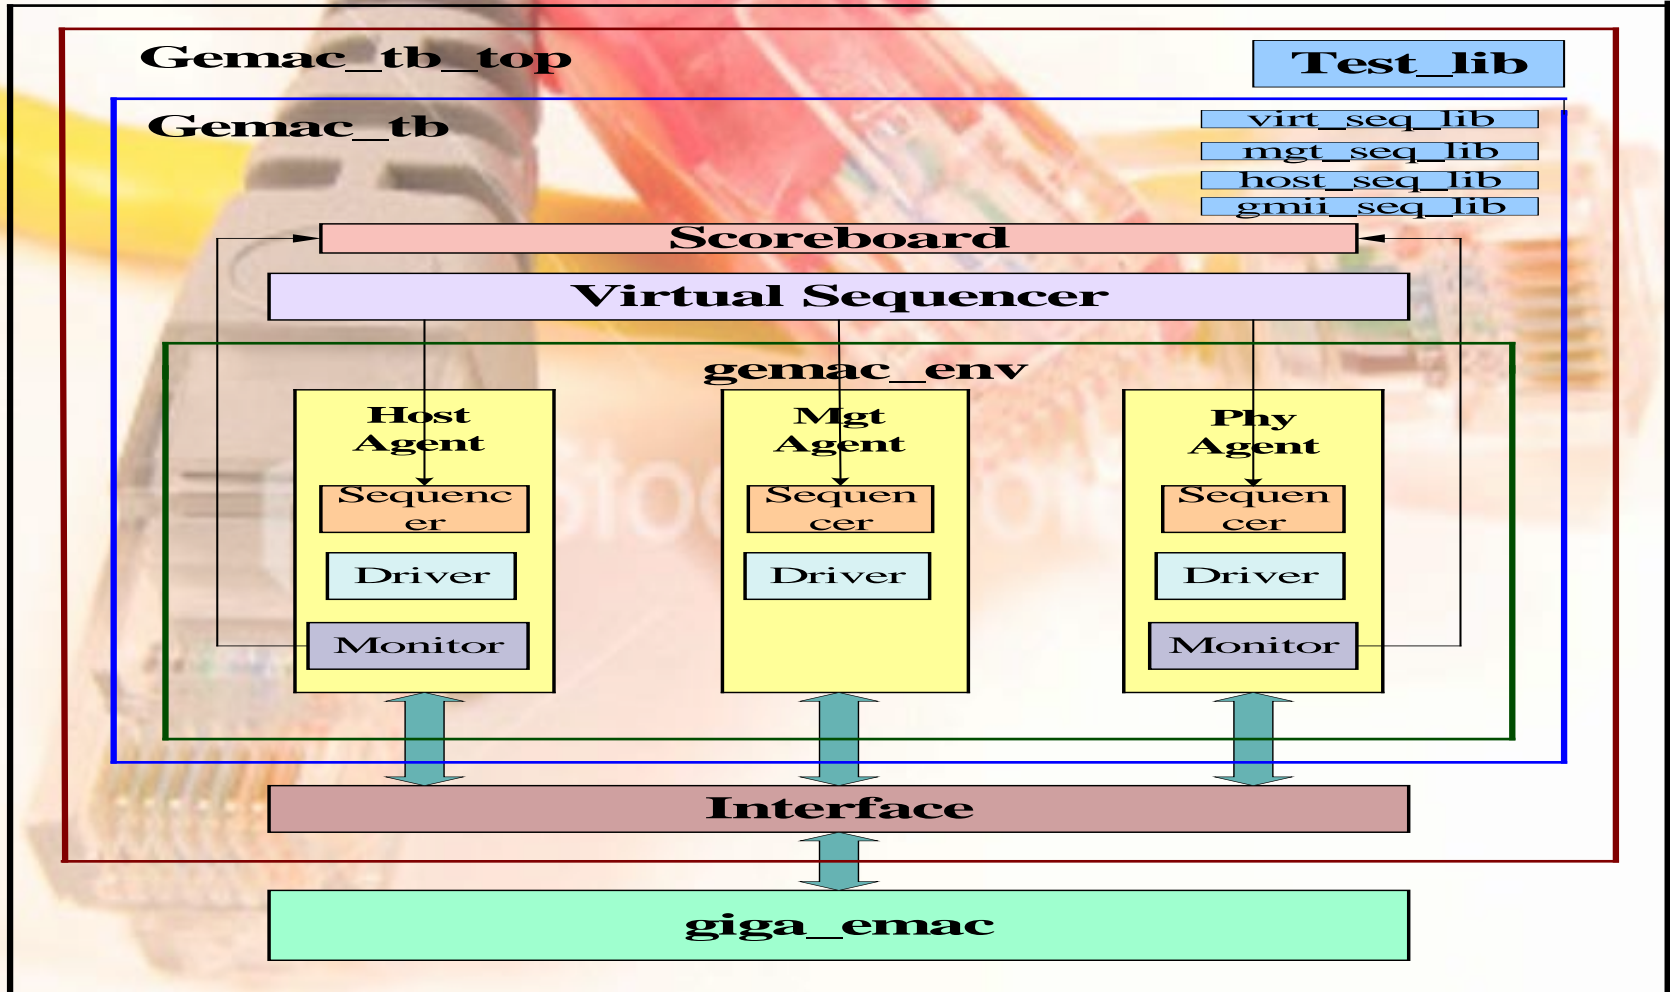 Gemac_tb_top
Test_lib
Gemac_tb
virt_seq_lib
mgt_seq_lib
host_seq_lib
gmii_seq_lib
Scoreboard
Virtual Sequencer
gemac_env
Host
Agent
Sequenc
er
Driver
Monitor
Mgt
Agent
Sequen
cer
Driver
Phy
Agent
Sequen
cer
Driver
Monitor
Interface
giga_emac